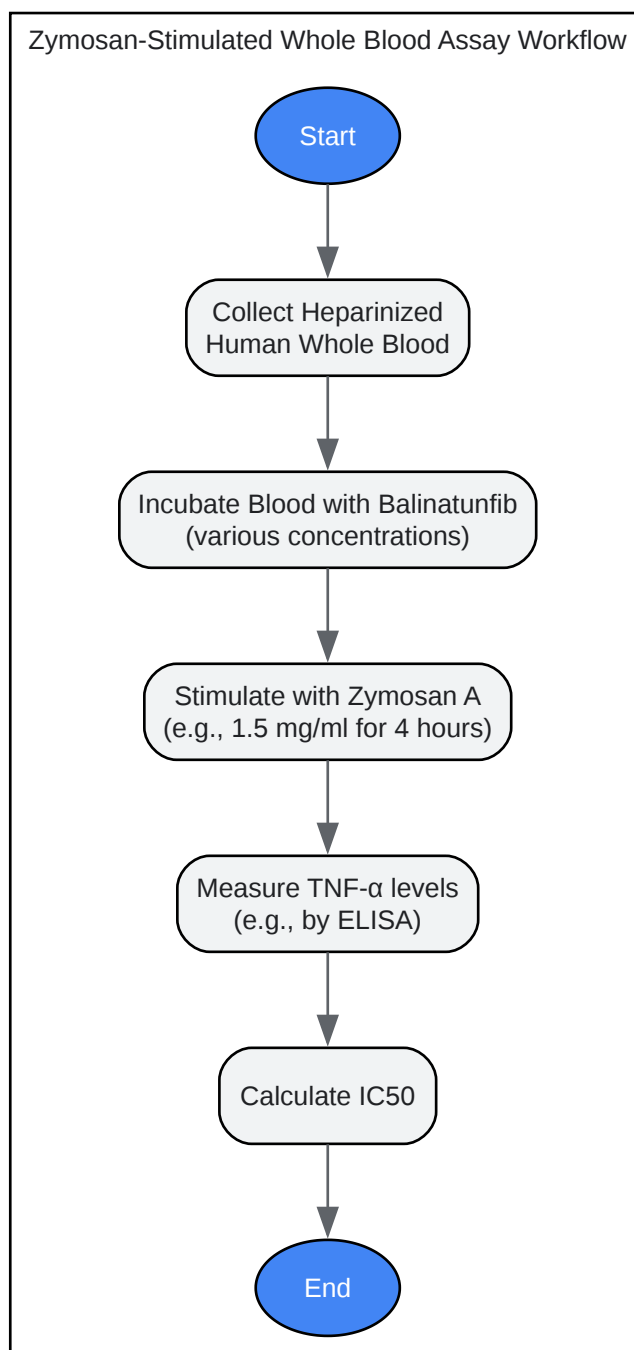 Zymosan-Stimulated Whole Blood Assay Workflow
Start
Collect Heparinized
Human Whole Blood
Incubate Blood with Balinatunfib
(various concentrations)
Stimulate with Zymosan A
(e.g., 1.5 mg/ml for 4 hours)
Measure TNF-α levels
(e.g., by ELISA)
Calculate IC50
End